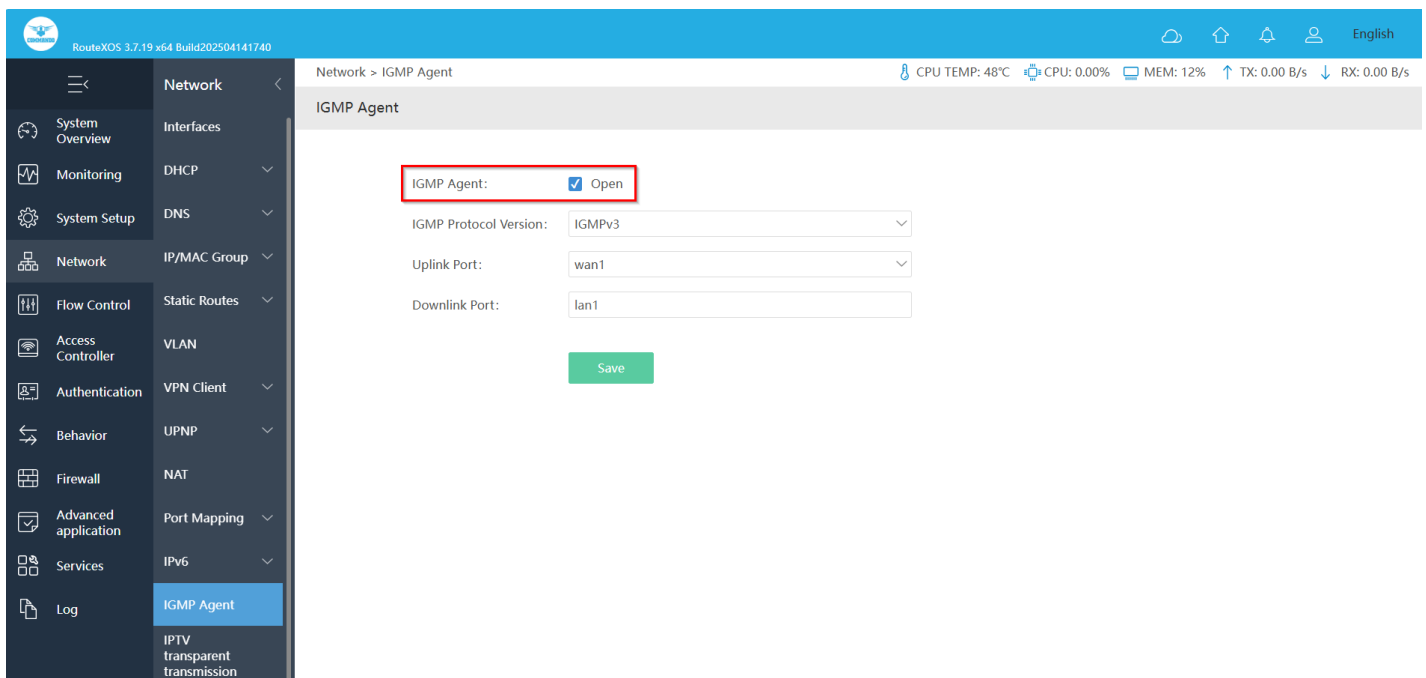 COMMANDO
RouteXOS 3.7.19 x64 Build202504141740
English
Network
Network > IGMP Agent
CPU TEMP: 48℃ CPU: 0.00% MEM: 12% TX: 0.00 B/s RX: 0.00 B/s
IGMP Agent
System
Overview
Monitoring
System Setup
Network
Flow Control
Access
Controller
Authentication
Behavior
Firewall
Advanced
application
Services
Log
Interfaces
DHCP
DNS
IP/MAC Group
Static Routes
VLAN
VPN Client
UPNP
NAT
Port Mapping
IPv6
IGMP Agent
IPTV
transparent
transmission
IGMP Agent: Open
IGMP Protocol Version: IGMPv3
Uplink Port: wan1
Downlink Port: lan1
Save